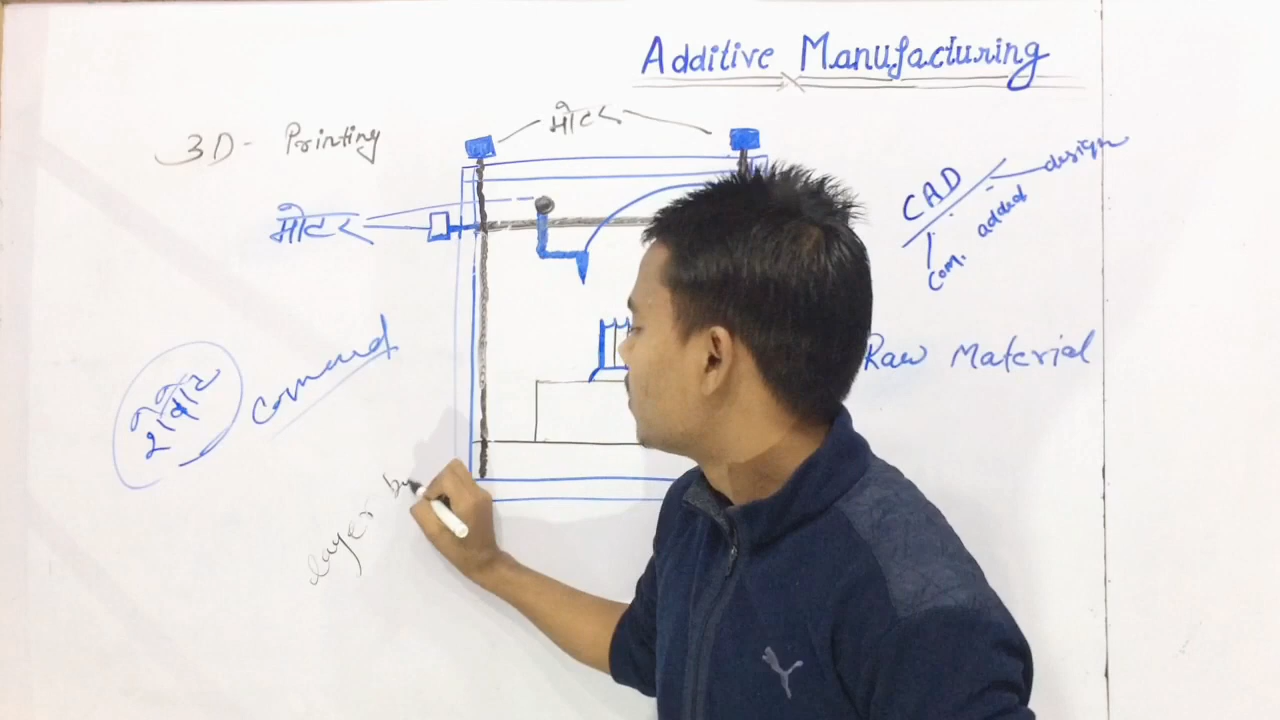 Additive Manufacturing
3D - Printing
मोटर
मोटर
CAD
design
added
com.
Command
Raw Material
layer by